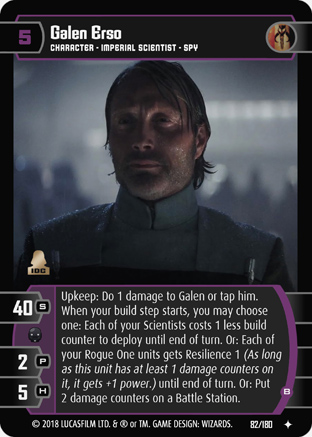 5
Galen Erso
CHARACTER - IMPERIAL SCIENTIST - SPY
IDC
40 S
2 P
5 H
Upkeep: Do 1 damage to Galen or tap him.
When your build step starts, you may choose
one: Each of your Scientists costs 1 less build
counter to deploy until end of turn. Or: Each of
your Rogue One units gets Resilience 1 (As long
as this unit has at least 1 damage counters on
it, it gets +1 power.) until end of turn. Or: Put
2 damage counters on a Battle Station.
B
© 2018 LUCASFILM LTD. & ® OR TM. GAME DESIGN: WIZARDS.
82/180